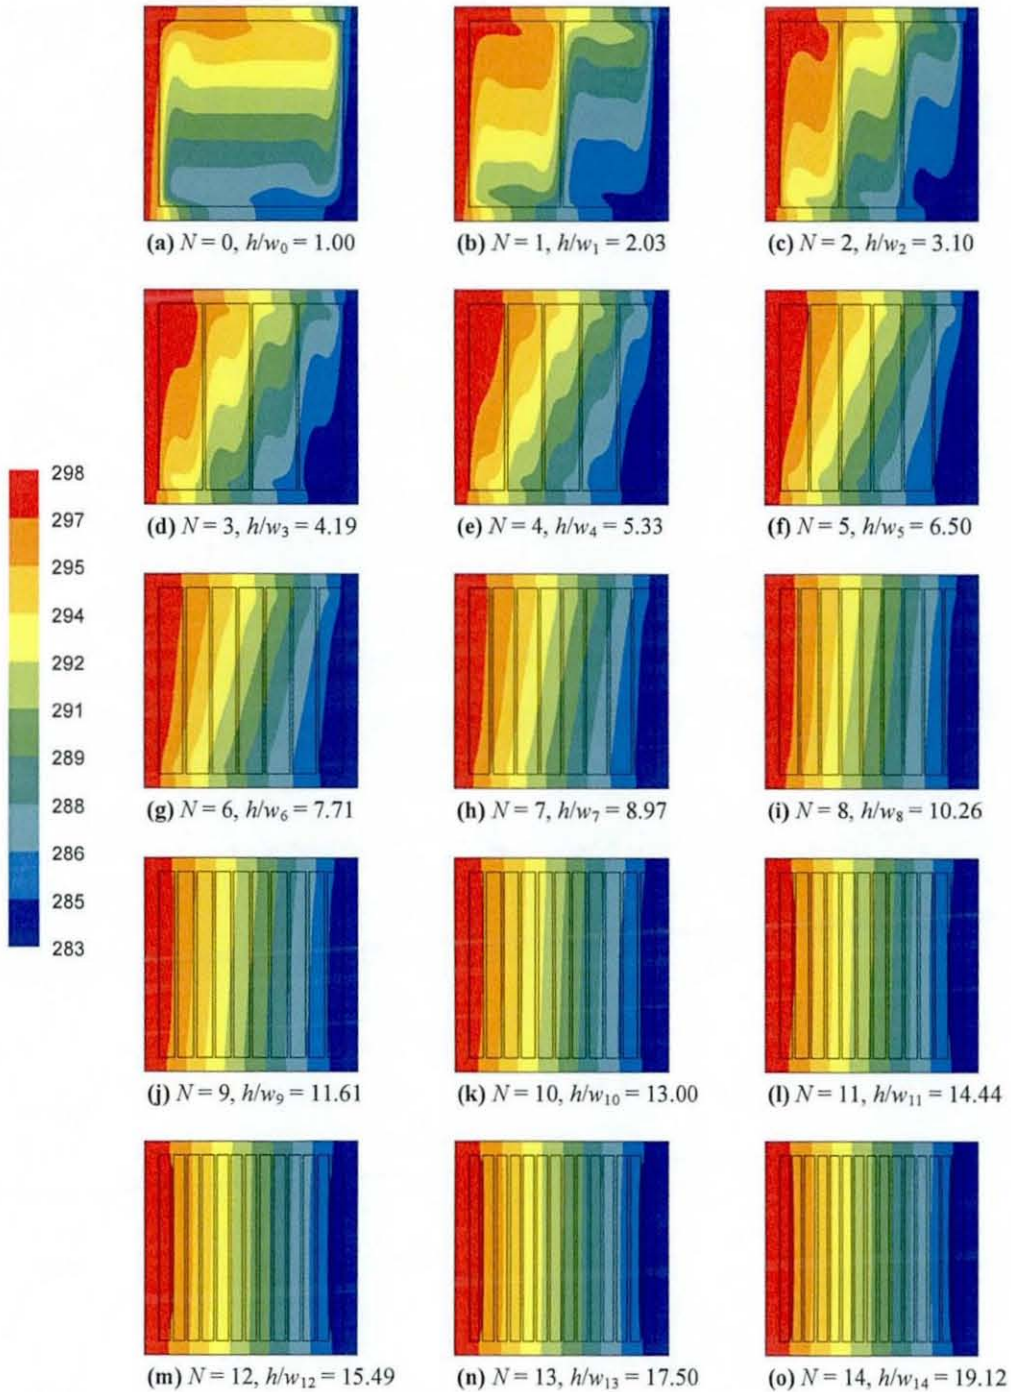 (a) N = 0, h/w₀ = 1.00
(b) N = 1, h/w₁ = 2.03
(c) N = 2, h/w₂ = 3.10
(d) N = 3, h/w₃ = 4.19
(e) N = 4, h/w₄ = 5.33
(f) N = 5, h/w₅ = 6.50
298
297
295
294
292
291
289
288
286
285
283
(g) N = 6, h/w₆ = 7.71
(h) N = 7, h/w₇ = 8.97
(i) N = 8, h/w₈ = 10.26
(j) N = 9, h/w₉ = 11.61
(k) N = 10, h/w₁₀ = 13.00
(l) N = 11, h/w₁₁ = 14.44
(m) N = 12, h/w₁₂ = 15.49
(n) N = 13, h/w₁₃ = 17.50
(o) N = 14, h/w₁₄ = 19.12